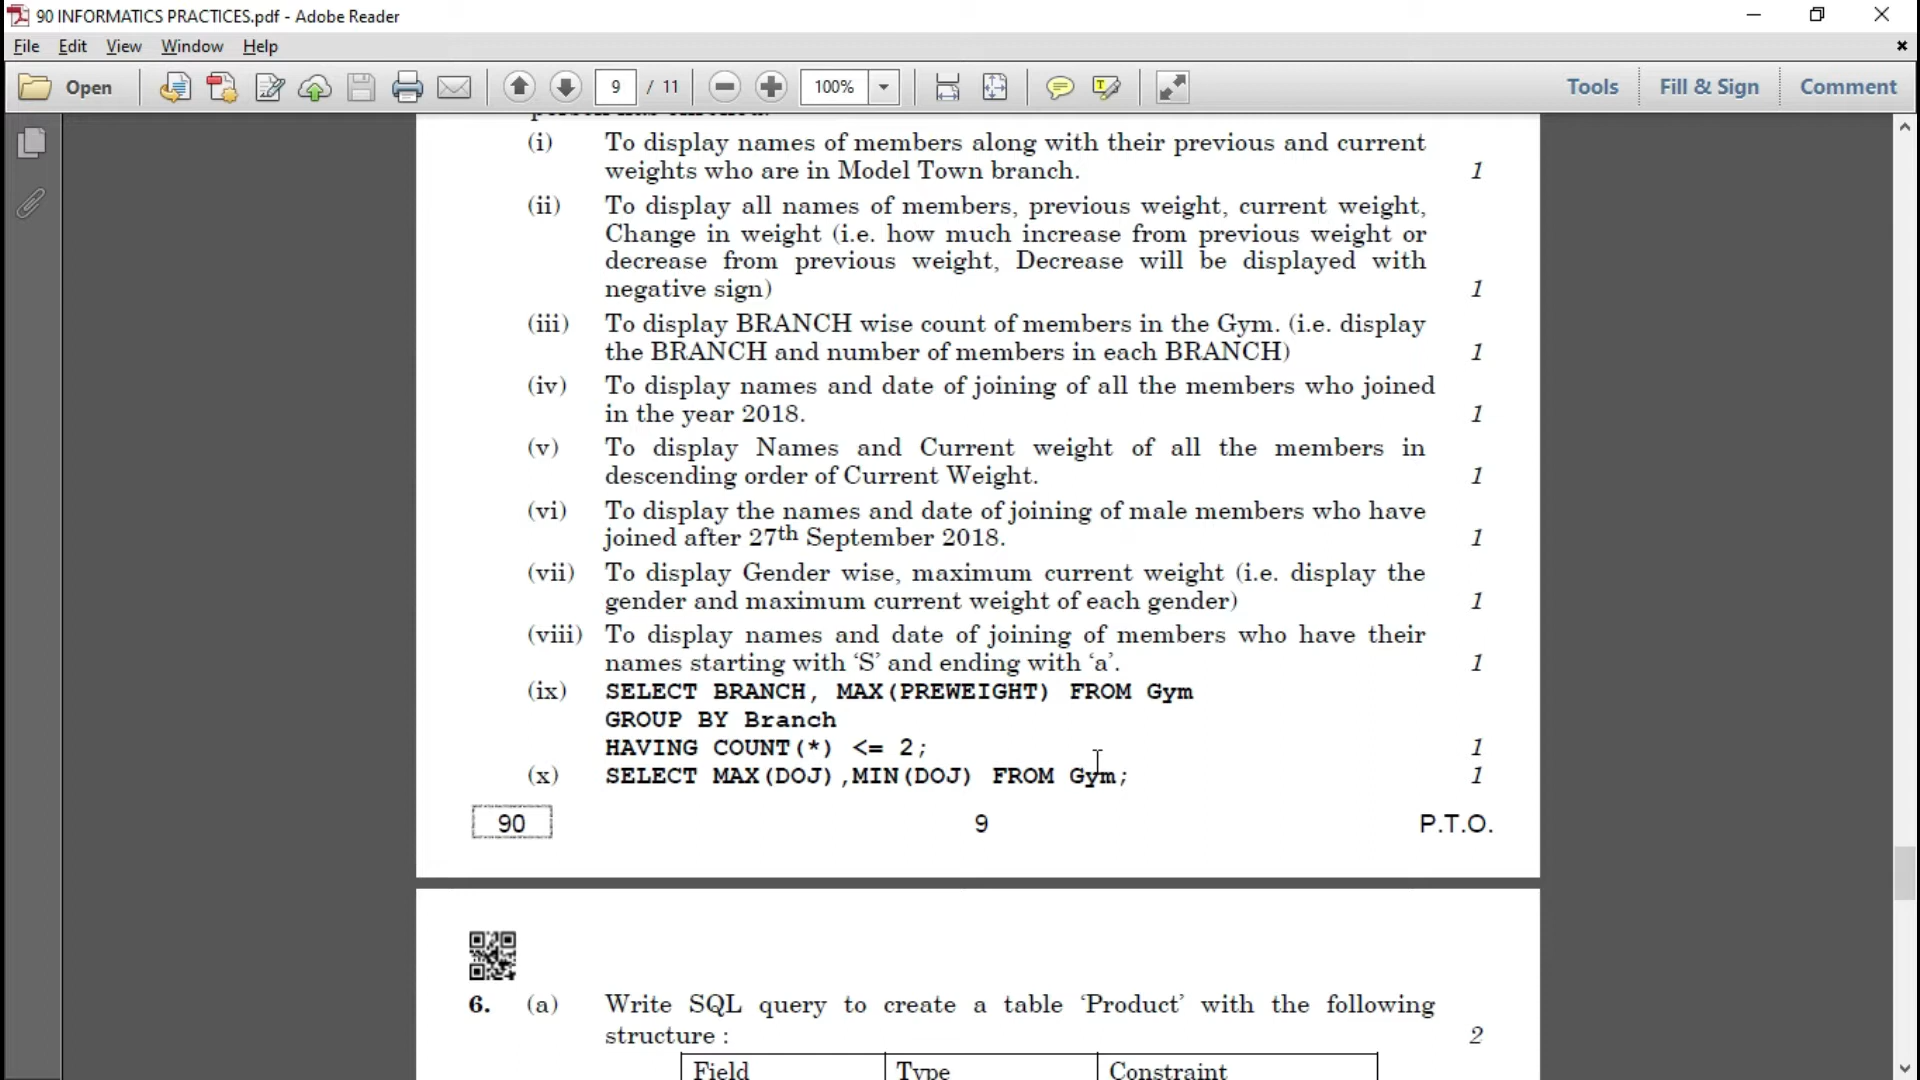 90 INFORMATICS PRACTICES.pdf - Adobe Reader
File Edit View Window Help
Open 9 / 11 100% Tools Fill & Sign Comment
person has enrolled.
(i) To display names of members along with their previous and current
weights who are in Model Town branch. 1
(ii) To display all names of members, previous weight, current weight,
Change in weight (i.e. how much increase from previous weight or
decrease from previous weight, Decrease will be displayed with
negative sign) 1
(iii) To display BRANCH wise count of members in the Gym. (i.e. display
the BRANCH and number of members in each BRANCH) 1
(iv) To display names and date of joining of all the members who joined
in the year 2018. 1
(v) To display Names and Current weight of all the members in
descending order of Current Weight. 1
(vi) To display the names and date of joining of male members who have
joined after 27th September 2018. 1
(vii) To display Gender wise, maximum current weight (i.e. display the
gender and maximum current weight of each gender) 1
(viii) To display names and date of joining of members who have their
names starting with ‘S’ and ending with ‘a’. 1
(ix) SELECT BRANCH, MAX(PREWEIGHT) FROM Gym
GROUP BY Branch
HAVING COUNT(*) <= 2; 1
(x) SELECT MAX(DOJ),MIN(DOJ) FROM Gym; 1
90 9 P.T.O.
6. (a) Write SQL query to create a table ‘Product’ with the following
structure : 2
Field Type Constraint